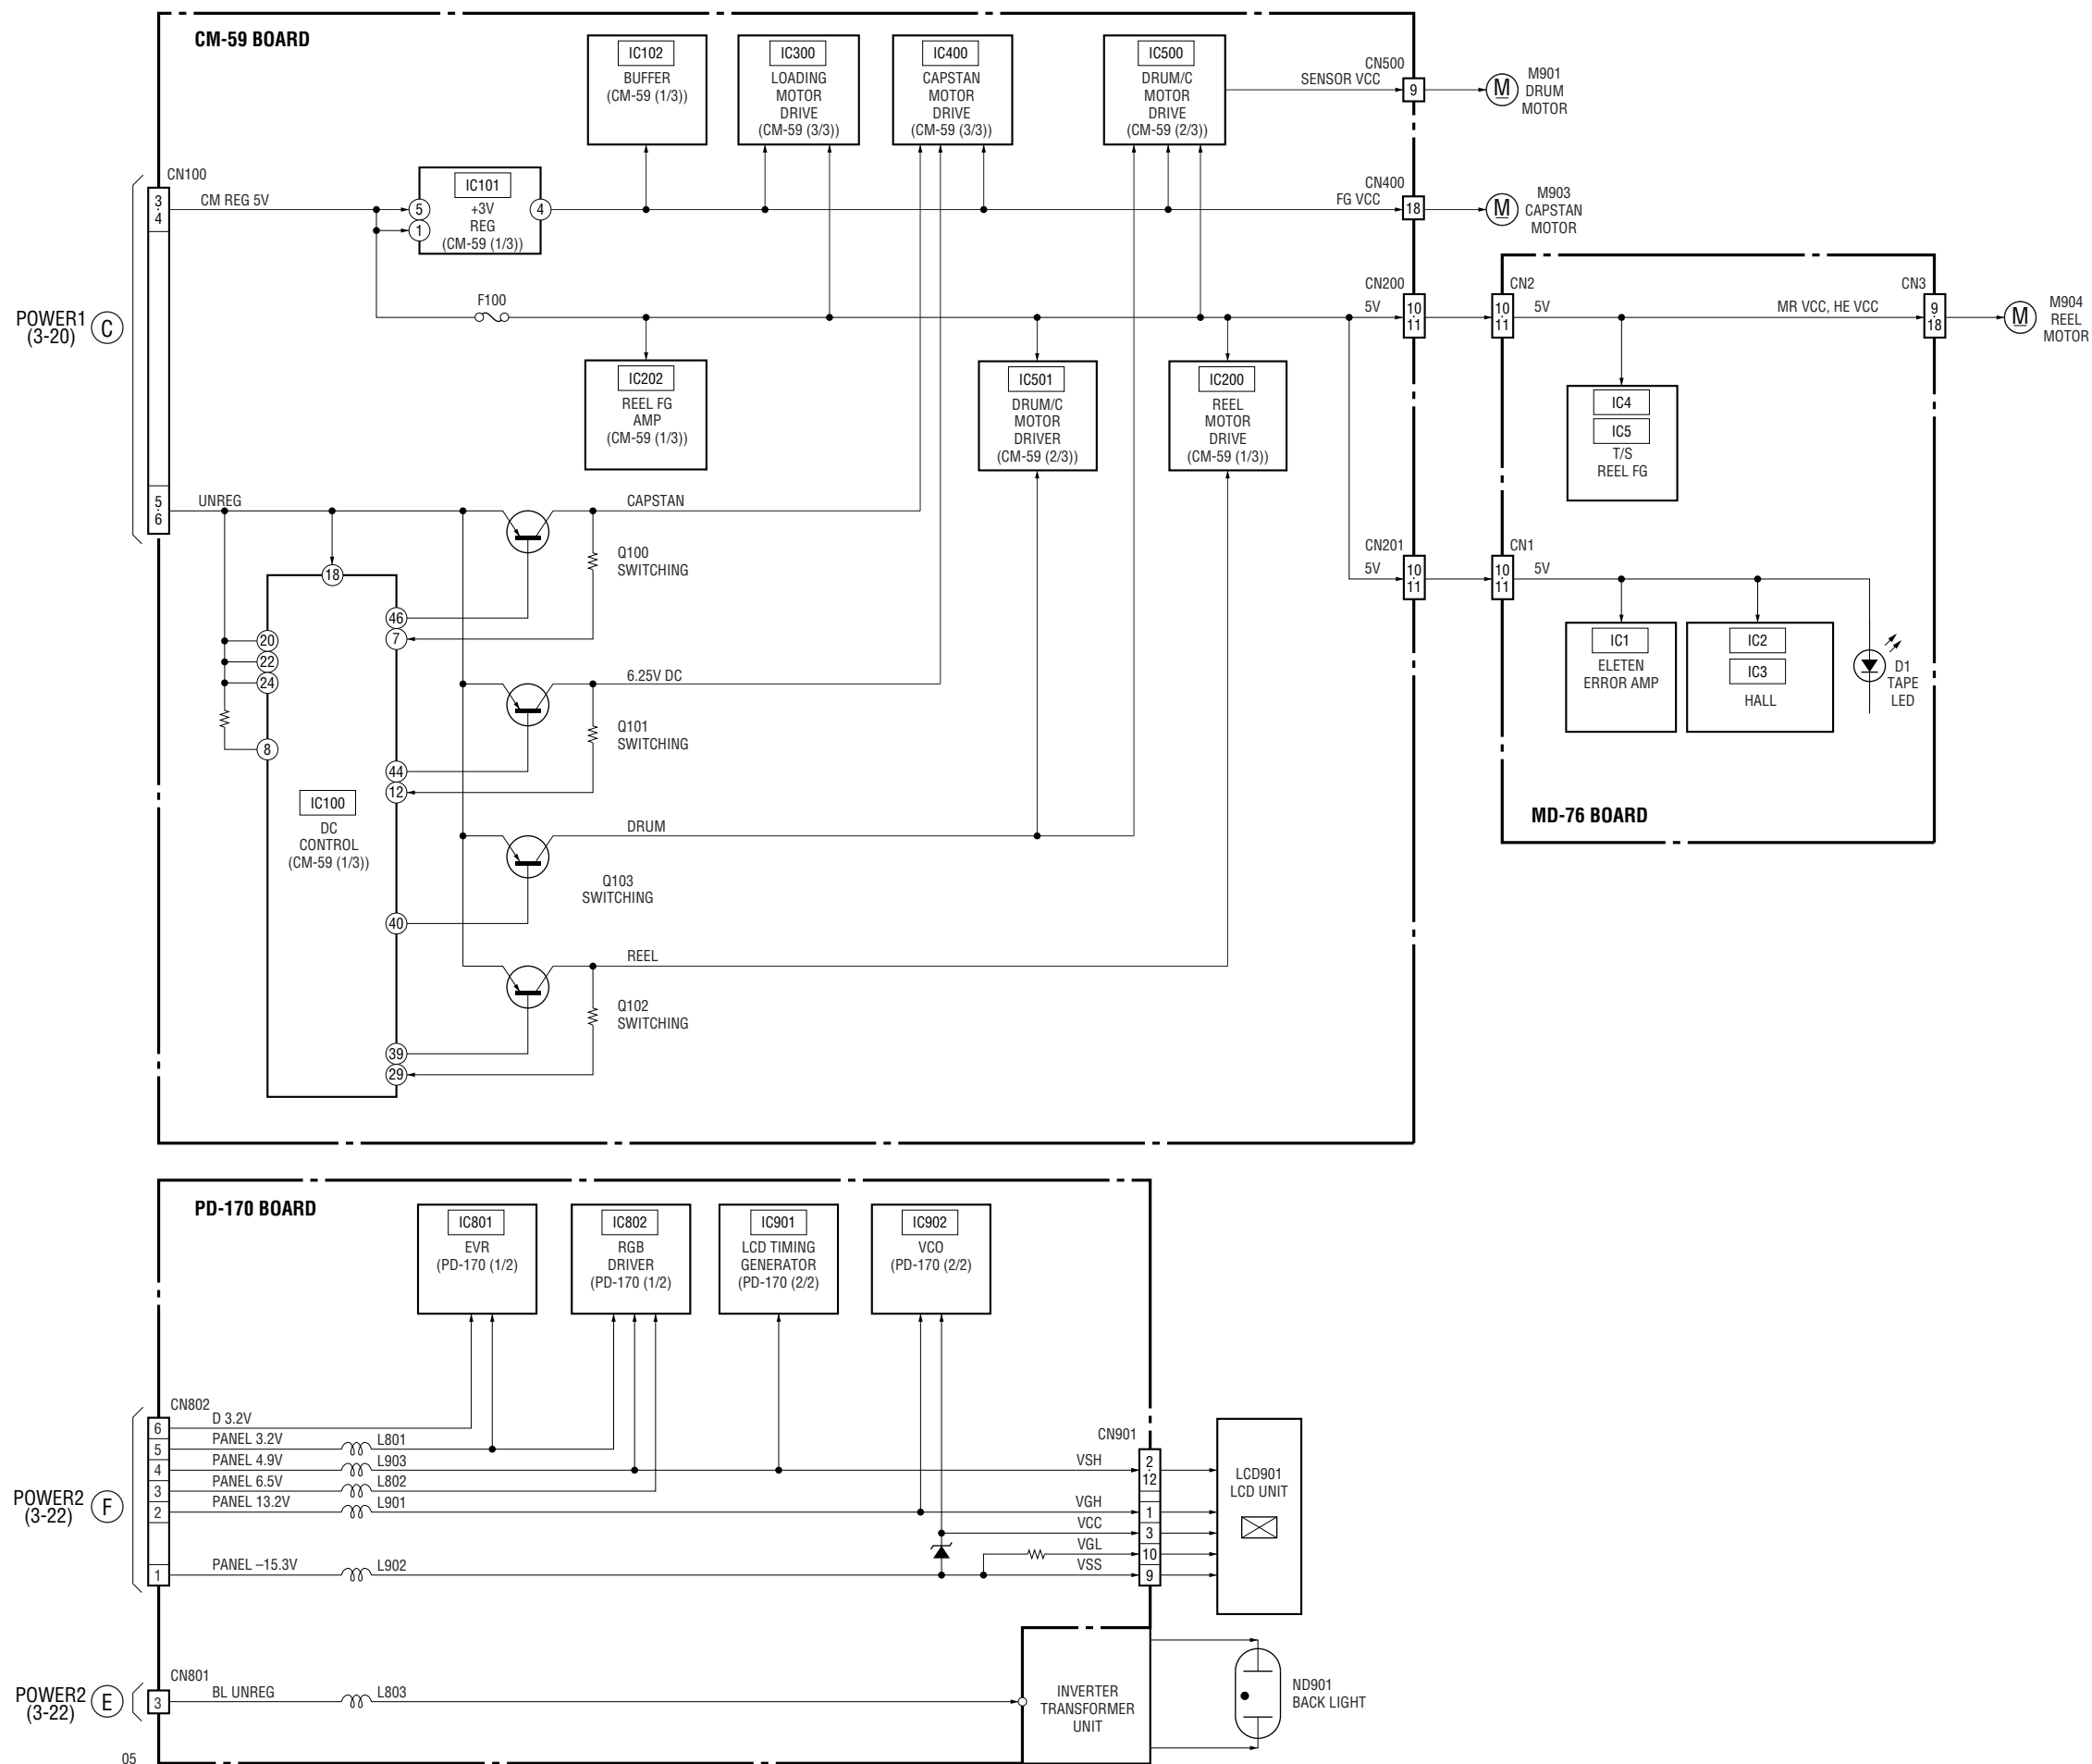 CM-59 BOARD
IC102
BUFFER
(CM-59 (1/3))
IC300
LOADING
MOTOR
DRIVE
(CM-59 (3/3))
IC400
CAPSTAN
MOTOR
DRIVE
(CM-59 (3/3))
IC500
DRUM/C
MOTOR
DRIVE
(CM-59 (2/3))
CN500
SENSOR VCC
9
M
M901
DRUM
MOTOR
CN100
3
4
CM REG 5V
5
1
IC101
+3V
REG
(CM-59 (1/3))
4
CN400
FG VCC
18
M
M903
CAPSTAN
MOTOR
POWER1
(3-20)
C
F100
CN200
5V
10
11
CN2
10
11
5V
MR VCC, HE VCC
CN3
9
18
M
M904
REEL
MOTOR
IC202
REEL FG
AMP
(CM-59 (1/3))
IC501
DRUM/C
MOTOR
DRIVER
(CM-59 (2/3))
IC200
REEL
MOTOR
DRIVE
(CM-59 (1/3))
IC4
IC5
T/S
REEL FG
5
6
UNREG
CAPSTAN
Q100
SWITCHING
18
46
7
20
22
24
8
6.25V DC
Q101
SWITCHING
44
12
IC100
DC
CONTROL
(CM-59 (1/3))
DRUM
Q103
SWITCHING
40
REEL
Q102
SWITCHING
39
29
CN201
5V
10
11
CN1
10
11
5V
IC1
ELETEN
ERROR AMP
IC2
IC3
HALL
D1
TAPE
LED
MD-76 BOARD
PD-170 BOARD
IC801
EVR
(PD-170 (1/2)
IC802
RGB
DRIVER
(PD-170 (1/2)
IC901
LCD TIMING
GENERATOR
(PD-170 (2/2)
IC902
VCO
(PD-170 (2/2)
CN802
6
D 3.2V
5
PANEL 3.2V
L801
4
PANEL 4.9V
L903
3
PANEL 6.5V
L802
2
PANEL 13.2V
L901
1
PANEL –15.3V
L902
POWER2
(3-22)
F
CN901
VSH
2
12
VGH
1
VCC
3
VGL
10
VSS
9
LCD901
LCD UNIT
CN801
3
BL UNREG
L803
POWER2
(3-22)
E
INVERTER
TRANSFORMER
UNIT
ND901
BACK LIGHT
05